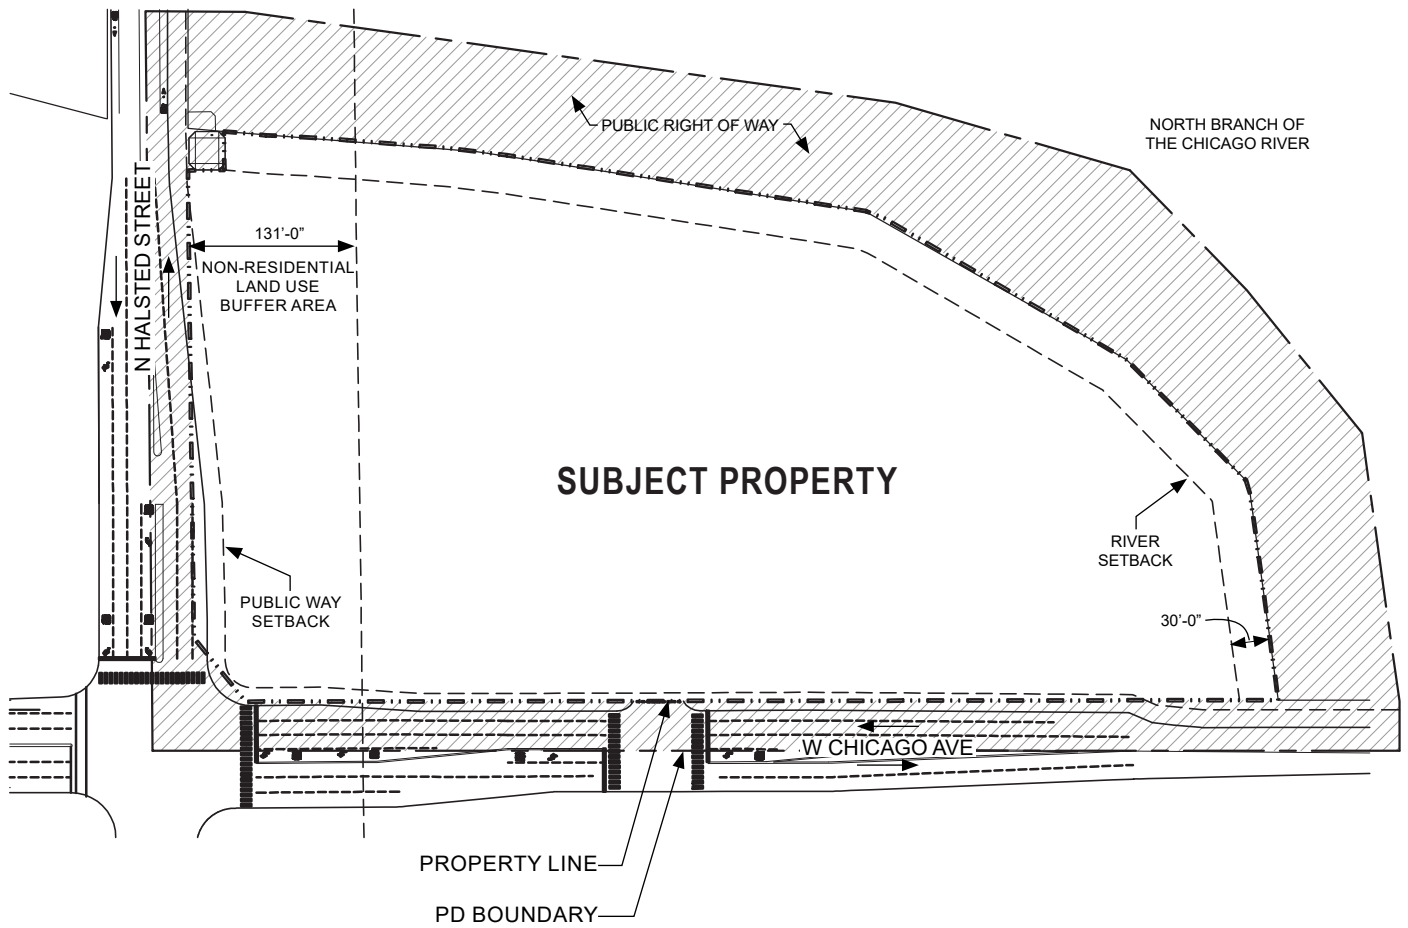 PUBLIC RIGHT OF WAY
NORTH BRANCH OF
THE CHICAGO RIVER
N HALSTED STREET
131'-0"
NON-RESIDENTIAL
LAND USE
BUFFER AREA
SUBJECT PROPERTY
RIVER
SETBACK
PUBLIC WAY
SETBACK
30'-0"
W CHICAGO AVE
PROPERTY LINE
PD BOUNDARY